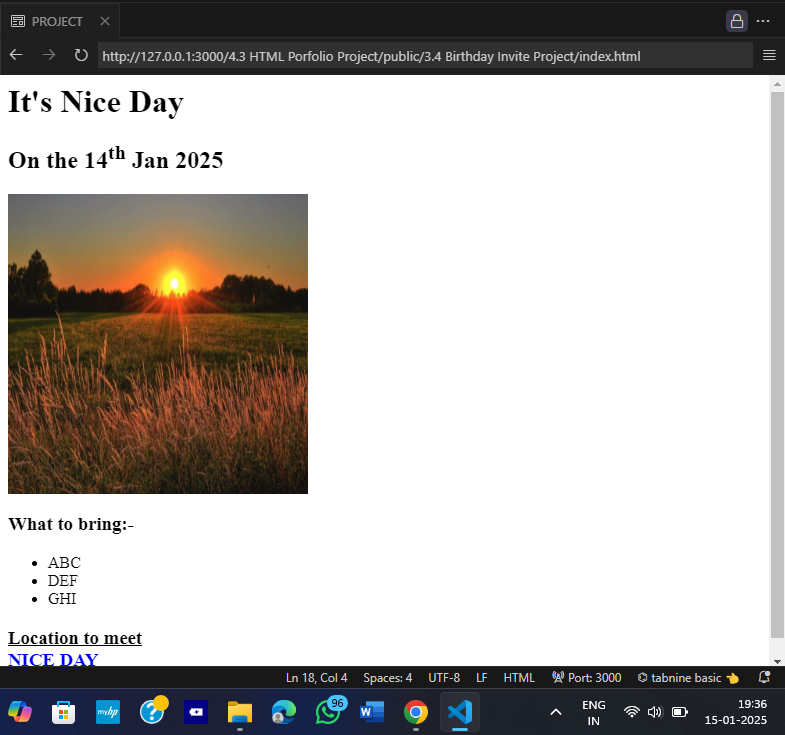 PROJECT
http://127.0.0.1:3000/4.3 HTML Porfolio Project/public/3.4 Birthday Invite Project/index.html
It's Nice Day
On the 14th Jan 2025
What to bring:-
ABC
DEF
GHI
Location to meet
NICE DAY
Ln 18, Col 4 Spaces: 4 UTF-8 LF HTML Port: 3000 tabnine basic
myhp
96
W
ENG
IN
19:36
15-01-2025